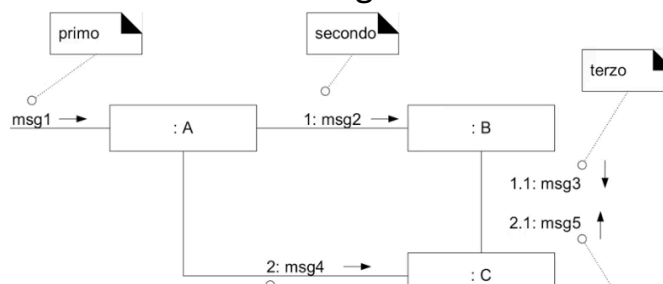 primo
secondo
terzo
msg1
: A
1: msg2
: B
1.1: msg3
2.1: msg5
2: msg4
: C